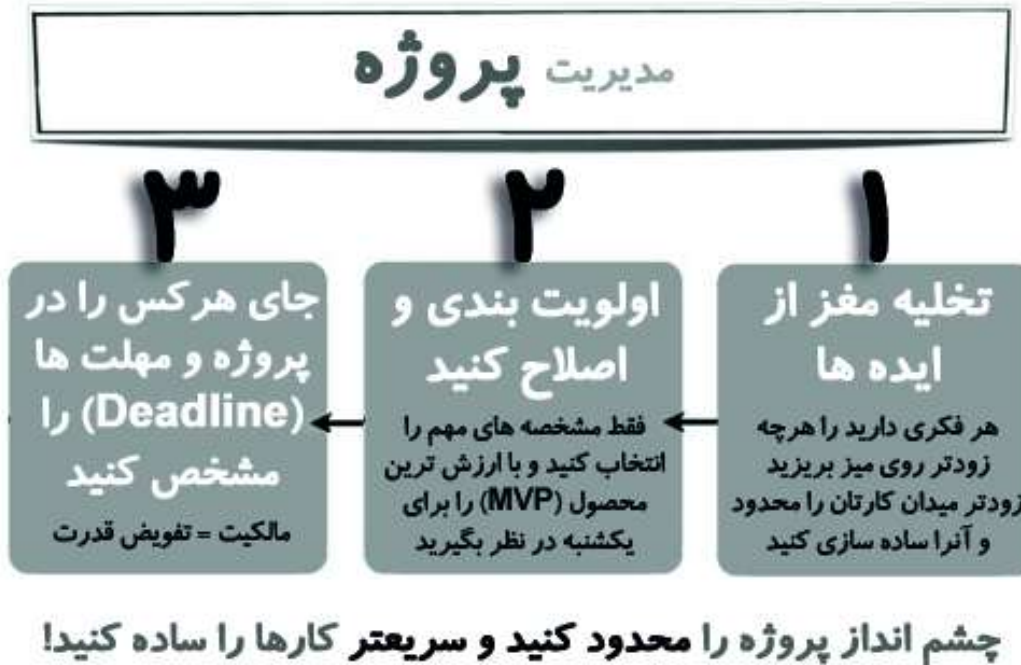 مدیریت پروژه
۱
تخلیه مغز از
ایده ها
هر فکری دارید را هرچه
زودتر روی میز بریزید
زودتر میدان کارتان را محدود
و آنرا ساده سازی کنید
۲
اولویت بندی و
اصلاح کنید
فقط مشخصه های مهم را
انتخاب کنید و با ارزش ترین
محصول (MVP) را برای
یکشنبه در نظر بگیرید
۳
جای هرکس را در
پروژه و مهلت ها
(Deadline) را
مشخص کنید
مالکیت = تفویض قدرت
چشم انداز پروژه را محدود کنید و سریعتر کارها را ساده کنید!